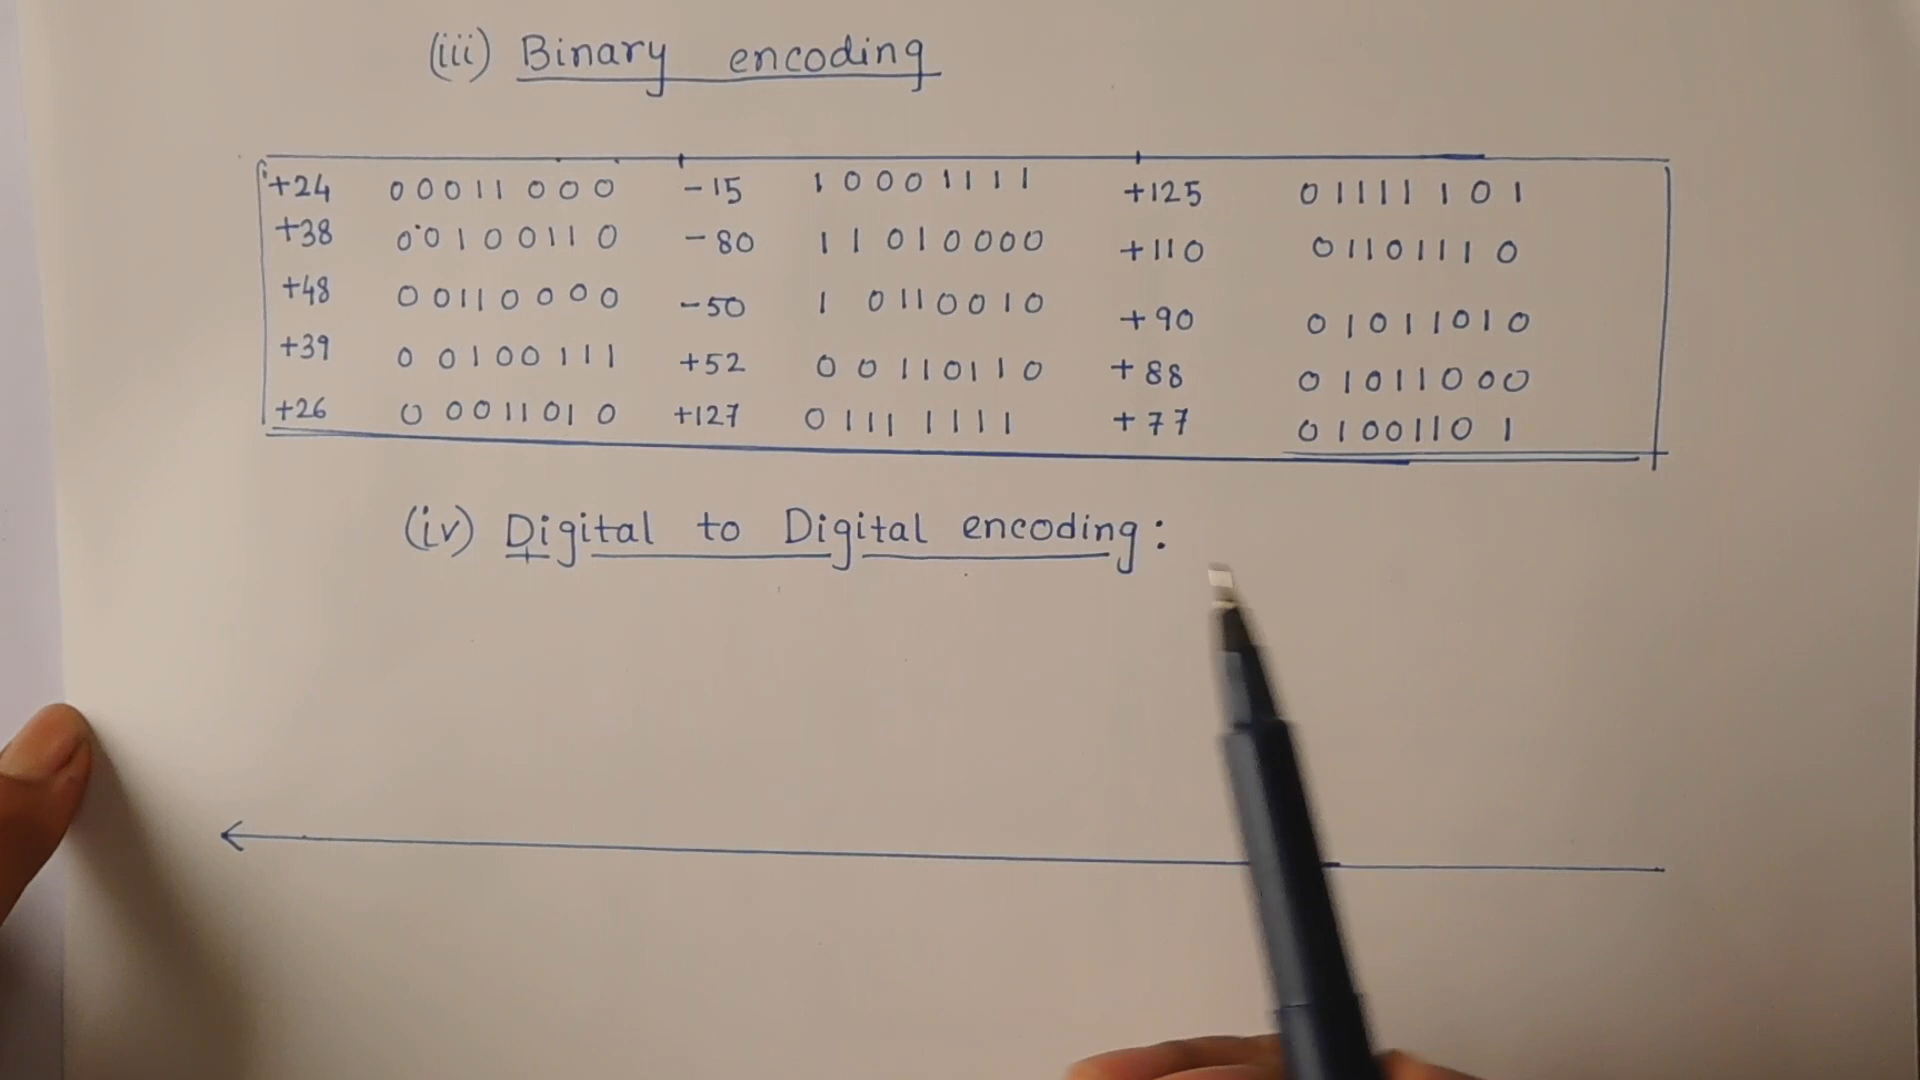 (iii) Binary encoding
+24 00011000 -15 10001111 +125 01111101
+38 00100110 -80 11010000 +110 01101110
+48 00110000 -50 10110010 +90 01011010
+39 00100111 +52 00110110 +88 01011000
+26 00011010 +127 01111111 +77 01001101
(iv) Digital to Digital encoding: